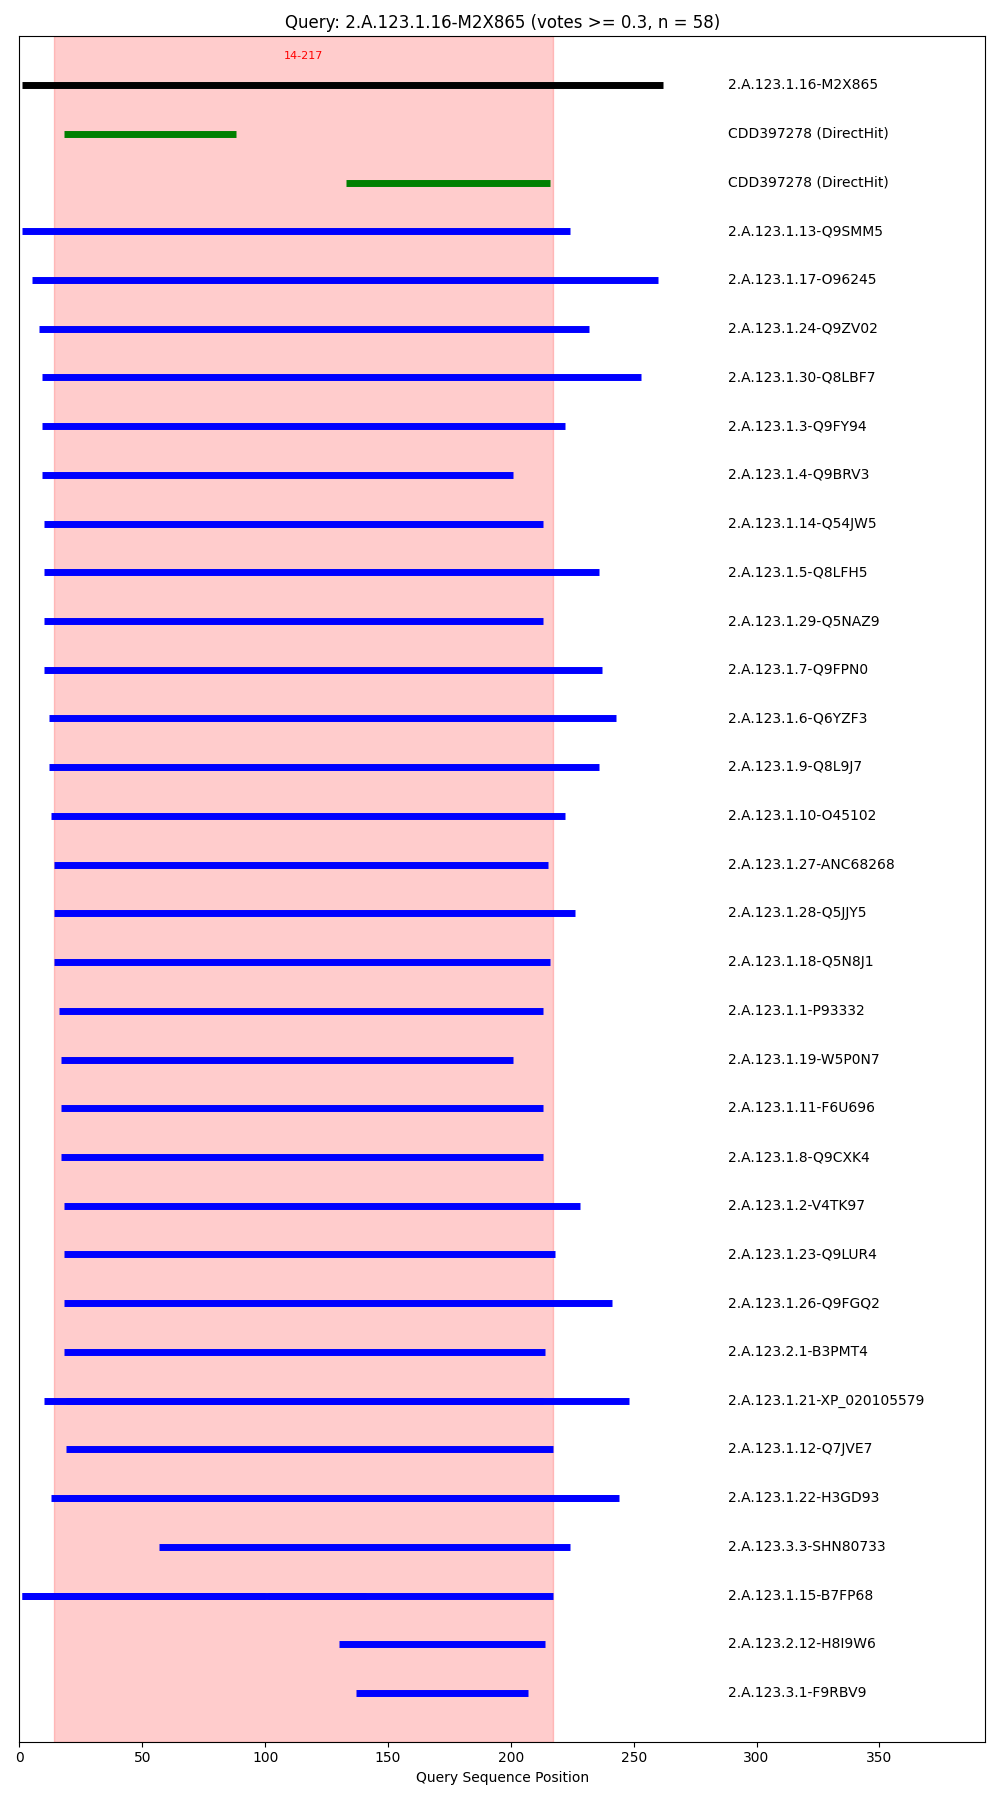 Query: 2.A.123.1.16-M2X865 (votes >= 0.3, n = 58)
14-217
2.A.123.1.16-M2X865
CDD397278 (DirectHit)
CDD397278 (DirectHit)
2.A.123.1.13-Q9SMM5
2.A.123.1.17-O96245
2.A.123.1.24-Q9ZV02
2.A.123.1.30-Q8LBF7
2.A.123.1.3-Q9FY94
2.A.123.1.4-Q9BRV3
2.A.123.1.14-Q54JW5
2.A.123.1.5-Q8LFH5
2.A.123.1.29-Q5NAZ9
2.A.123.1.7-Q9FPN0
2.A.123.1.6-Q6YZF3
2.A.123.1.9-Q8L9J7
2.A.123.1.10-O45102
2.A.123.1.27-ANC68268
2.A.123.1.28-Q5JJY5
2.A.123.1.18-Q5N8J1
2.A.123.1.1-P93332
2.A.123.1.19-W5P0N7
2.A.123.1.11-F6U696
2.A.123.1.8-Q9CXK4
2.A.123.1.2-V4TK97
2.A.123.1.23-Q9LUR4
2.A.123.1.26-Q9FGQ2
2.A.123.2.1-B3PMT4
2.A.123.1.21-XP_020105579
2.A.123.1.12-Q7JVE7
2.A.123.1.22-H3GD93
2.A.123.3.3-SHN80733
2.A.123.1.15-B7FP68
2.A.123.2.12-H8I9W6
2.A.123.3.1-F9RBV9
0 50 100 150 200 250 300 350
Query Sequence Position